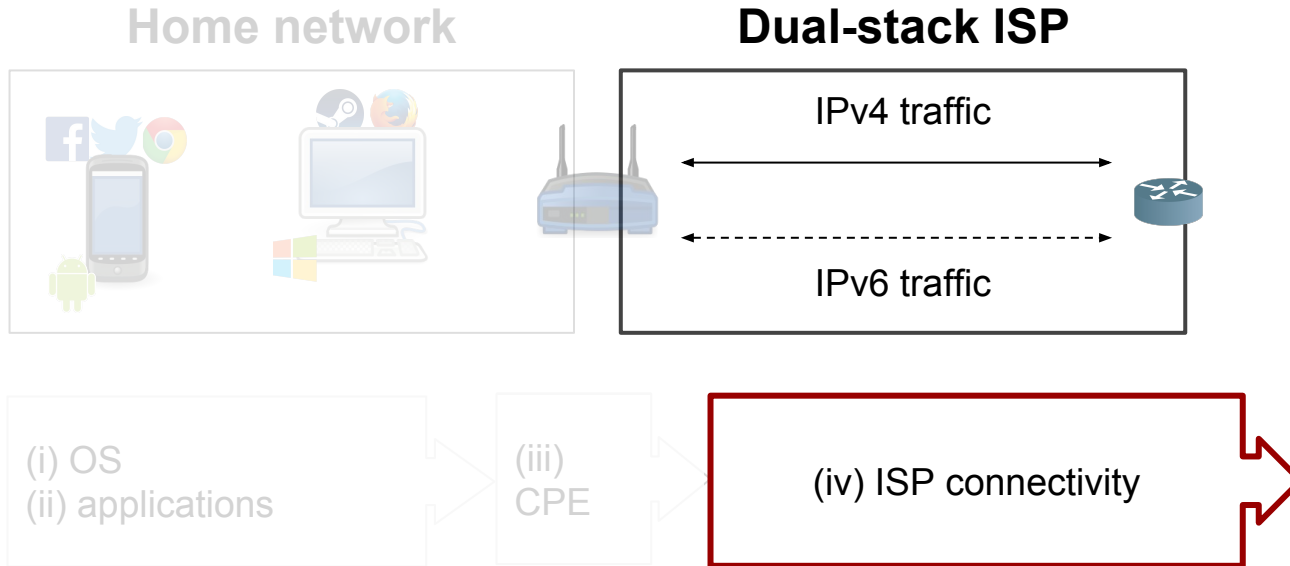 Home network
Dual-stack ISP
IPv4 traffic
IPv6 traffic
(i) OS
(ii) applications
(iii)
CPE
(iv) ISP connectivity